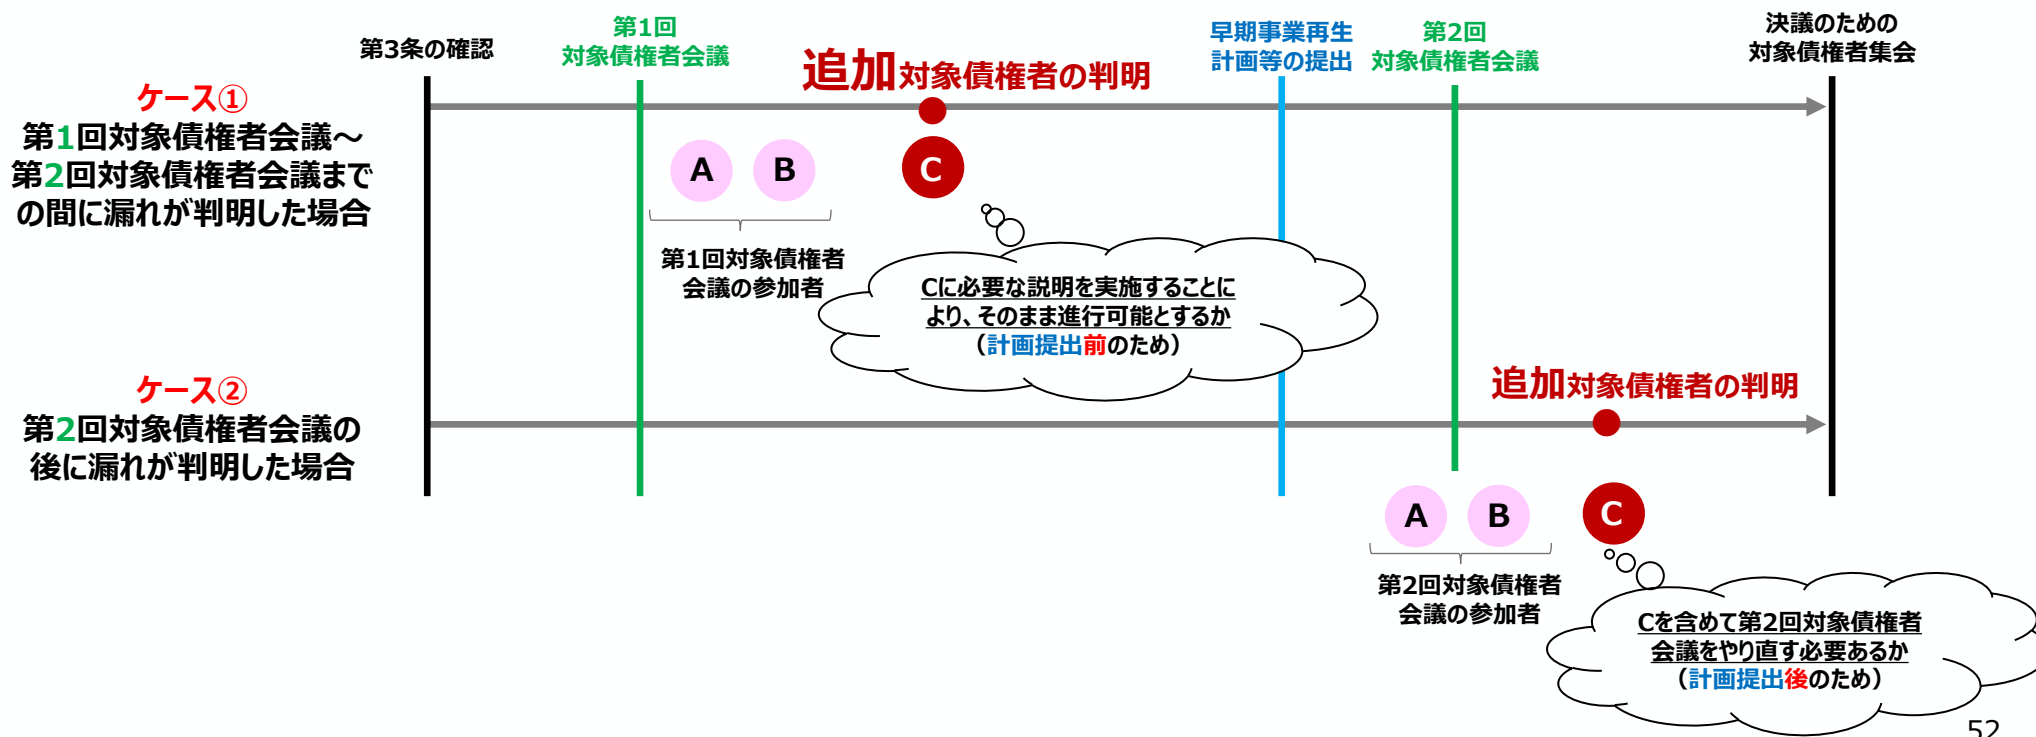 第3条の確認
第1回
対象債権者会議
追加対象債権者の判明
早期事業再生
計画等の提出
第2回
対象債権者会議
決議のための
対象債権者集会
ケース①
第1回対象債権者会議～
第2回対象債権者会議まで
の間に漏れが判明した場合
A
B
C
第1回対象債権者
会議の参加者
Cに必要な説明を実施することに
より、そのまま進行可能とするか
（計画提出前のため）
ケース②
第2回対象債権者会議の
後に漏れが判明した場合
追加対象債権者の判明
A
B
C
第2回対象債権者
会議の参加者
Cを含めて第2回対象債権者
会議をやり直す必要あるか
（計画提出後のため）
52